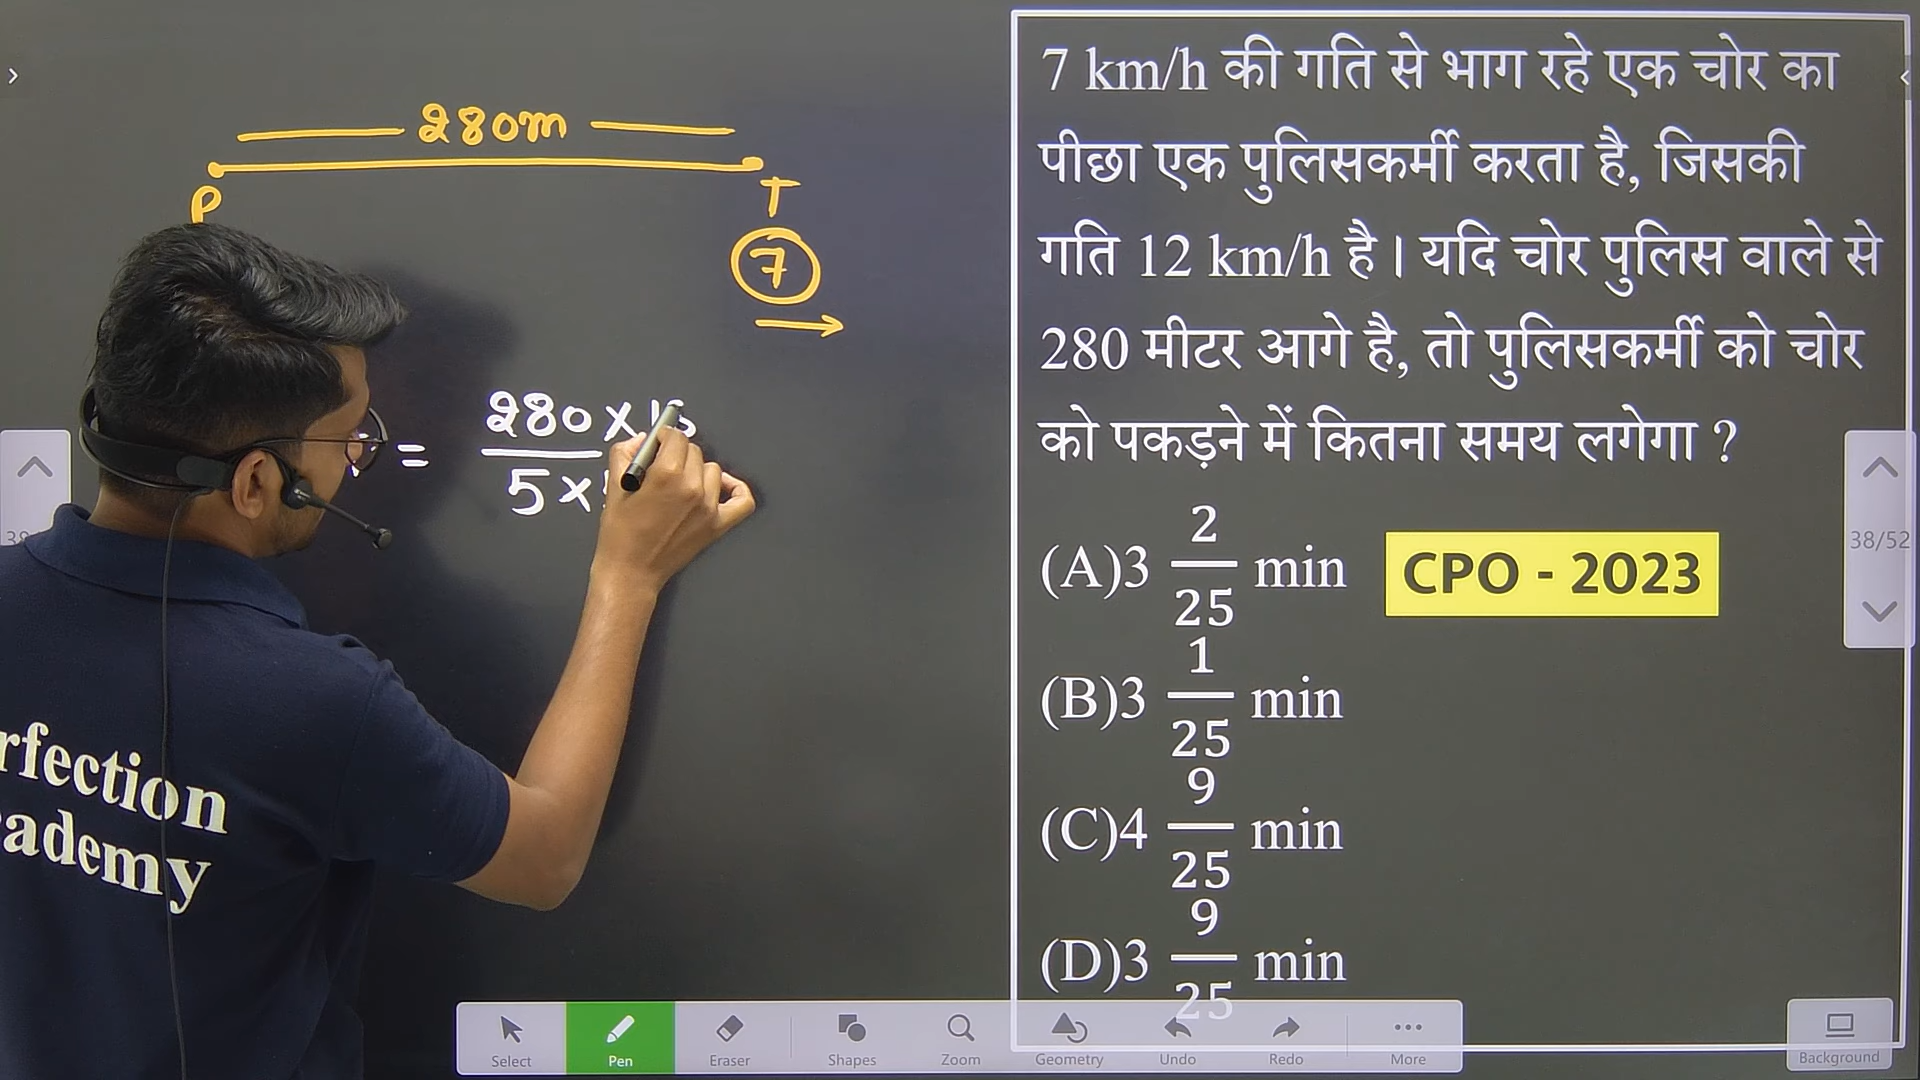 280m
P
T
7
= 280 × 18
5 ×
7 km/h की गति से भाग रहे एक चोर का
पीछा एक पुलिसकर्मी करता है, जिसकी
गति 12 km/h है। यदि चोर पुलिस वाले से
280 मीटर आगे है, तो पुलिसकर्मी को चोर
को पकड़ने में कितना समय लगेगा ?
(A)3 2/25 min
CPO - 2023
(B)3 1/25 min
(C)4 9/25 min
(D)3 9/25 min
38/52
rfection
ademy
Select Pen Eraser Shapes Zoom Geometry Undo Redo More
Background